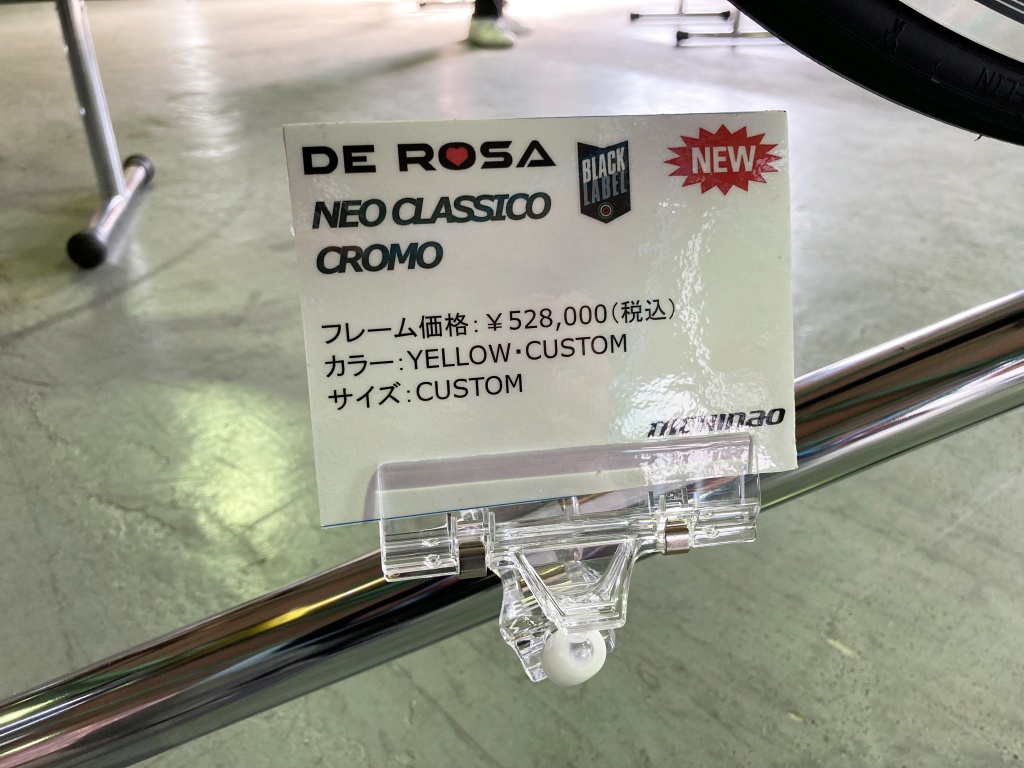 DE ROSA
BLACK LABEL
NEW
NEO CLASSICO
CROMO
フレーム価格：￥528,000（税込）
カラー：YELLOW・CUSTOM
サイズ：CUSTOM